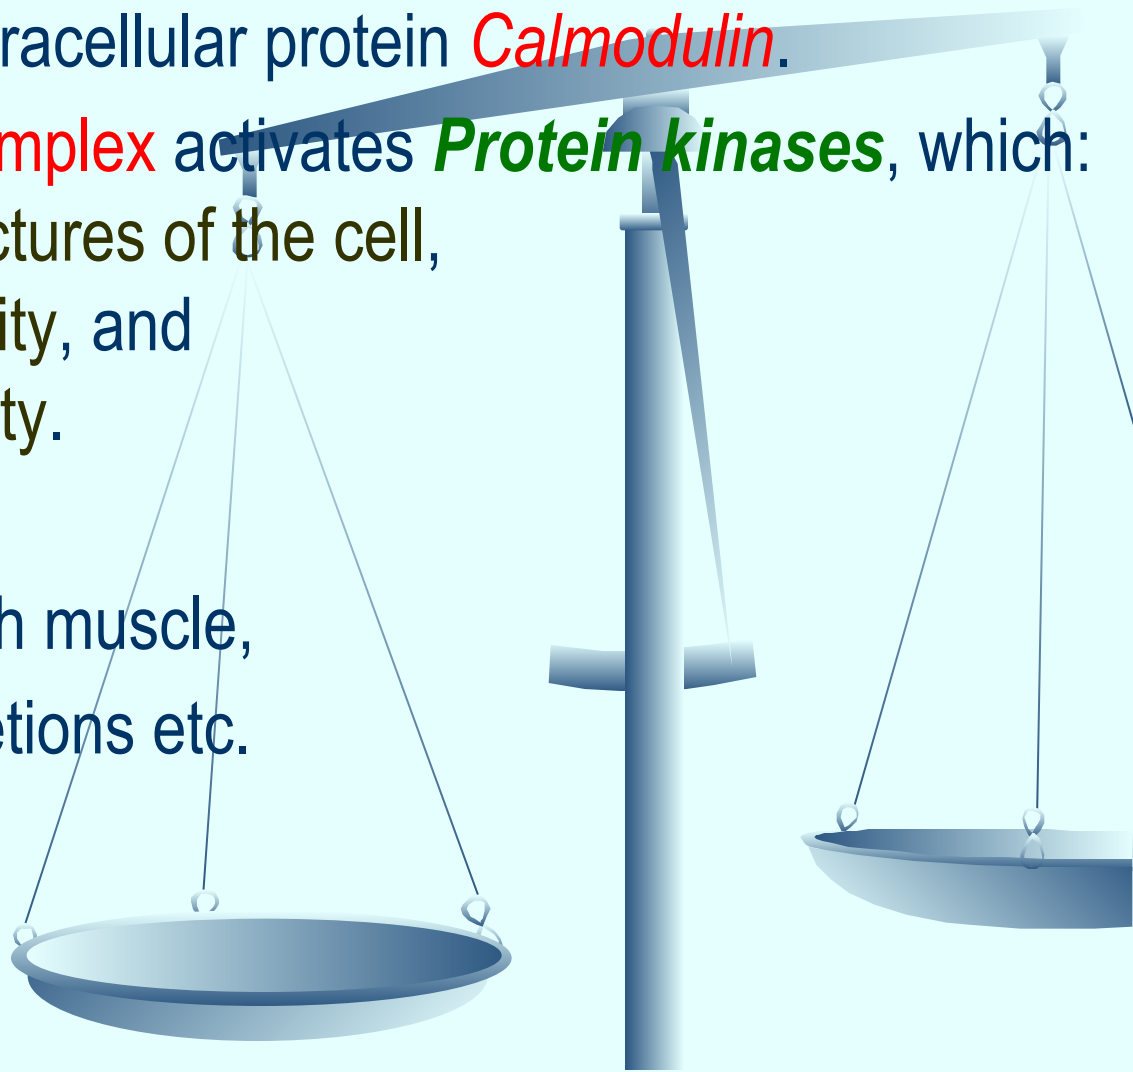 racellular protein Calmodulin.
mplex activates Protein kinases, which:
ctures of the cell,
ity, and
ty.
h muscle,
etions etc.